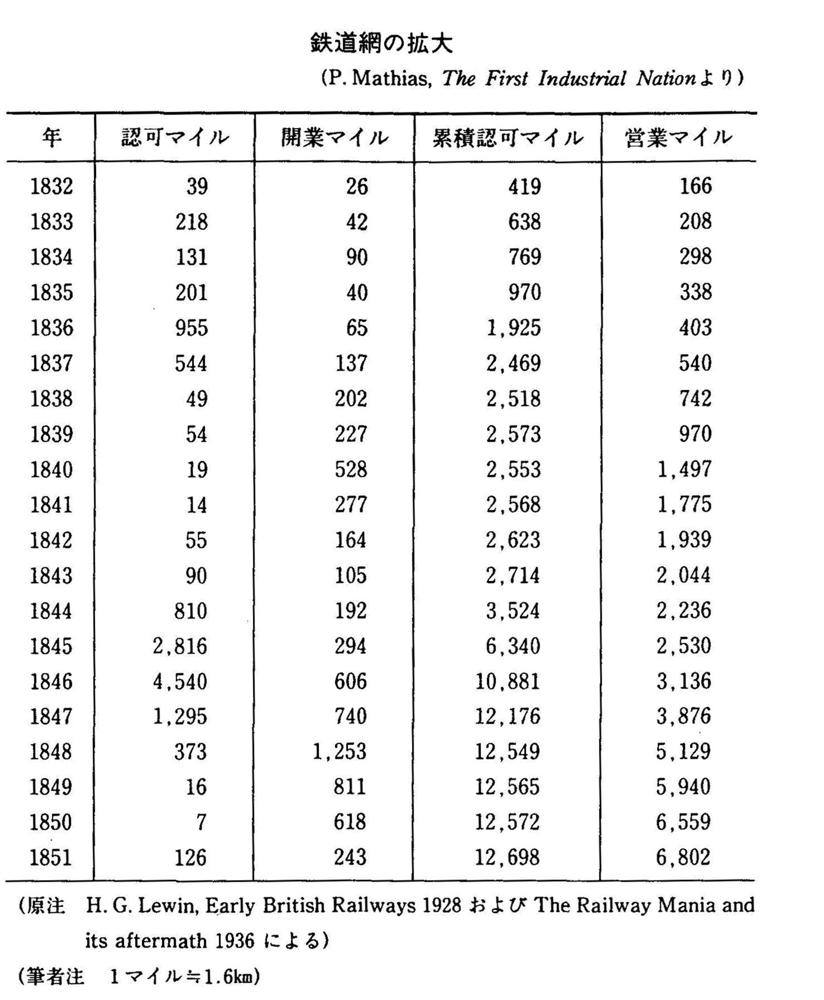 鉄道網の拡大
(P. Mathias, The First Industrial Nationより)
年 認可マイル 開業マイル 累積認可マイル 営業マイル
1832 39 26 419 166
1833 218 42 638 208
1834 131 90 769 298
1835 201 40 970 338
1836 955 65 1,925 403
1837 544 137 2,469 540
1838 49 202 2,518 742
1839 54 227 2,573 970
1840 19 528 2,553 1,497
1841 14 277 2,568 1,775
1842 55 164 2,623 1,939
1843 90 105 2,714 2,044
1844 810 192 3,524 2,236
1845 2,816 294 6,340 2,530
1846 4,540 606 10,881 3,136
1847 1,295 740 12,176 3,876
1848 373 1,253 12,549 5,129
1849 16 811 12,565 5,940
1850 7 618 12,572 6,559
1851 126 243 12,698 6,802
(原注 H. G. Lewin, Early British Railways 1928 および The Railway Mania and
its aftermath 1936 による)
(筆者注 1マイル≒1.6㎞)